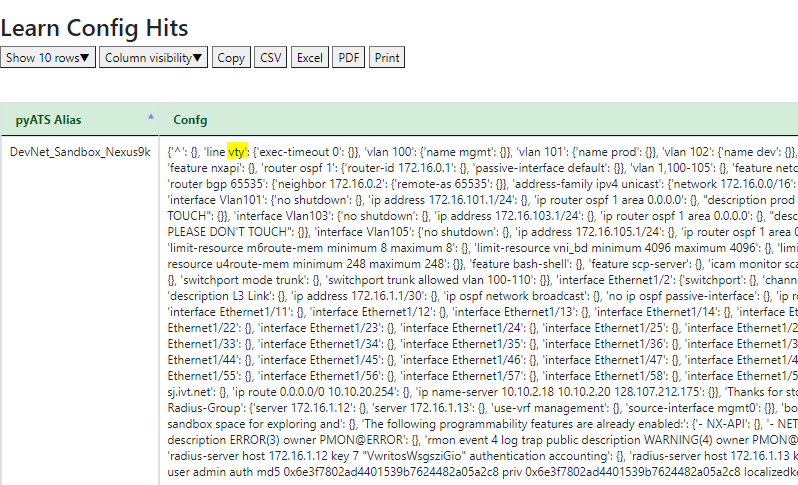 Learn Config Hits
Show 10 rows▼ Column visibility▼ Copy CSV Excel PDF Print
pyATS Alias Confg
DevNet_Sandbox_Nexus9k {'^': {}, 'line vty': {'exec-timeout 0': {}}, 'vlan 100': {'name mgmt': {}}, 'vlan 101': {'name prod': {}}, 'vlan 102': {'name dev': {}},
'feature nxapi': {}, 'router ospf 1': {'router-id 172.16.0.1': {}, 'passive-interface default': {}}, 'vlan 1,100-105': {}, 'feature netc
'router bgp 65535': {'neighbor 172.16.0.2': {'remote-as 65535': {}}, 'address-family ipv4 unicast': {'network 172.16.0.0/16':
'interface Vlan101': {'no shutdown': {}, 'ip address 172.16.101.1/24': {}, 'ip router ospf 1 area 0.0.0.0': {}, "description prod
TOUCH": {}}, 'interface Vlan103': {'no shutdown': {}, 'ip address 172.16.103.1/24': {}, 'ip router ospf 1 area 0.0.0.0': {}, "desc
PLEASE DON'T TOUCH": {}}, 'interface Vlan105': {'no shutdown': {}, 'ip address 172.16.105.1/24': {}, 'ip router ospf 1 area
'limit-resource m6route-mem minimum 8 maximum 8': {}, 'limit-resource vni_bd minimum 4096 maximum 4096': {}, 'limit-
resource u4route-mem minimum 248 maximum 248': {}}, 'feature bash-shell': {}, 'feature scp-server': {}, 'icam monitor sca
{}, 'switchport mode trunk': {}, 'switchport trunk allowed vlan 100-110': {}}, 'interface Ethernet1/2': {'switchport': {}, 'chann
'description L3 Link': {}, 'ip address 172.16.1.1/30': {}, 'ip ospf network broadcast': {}, 'no ip ospf passive-interface': {}, 'ip ro
'interface Ethernet1/11': {}, 'interface Ethernet1/12': {}, 'interface Ethernet1/13': {}, 'interface Ethernet1/14': {}, 'interface Et
Ethernet1/22': {}, 'interface Ethernet1/23': {}, 'interface Ethernet1/24': {}, 'interface Ethernet1/25': {}, 'interface Ethernet1/2
Ethernet1/33': {}, 'interface Ethernet1/34': {}, 'interface Ethernet1/35': {}, 'interface Ethernet1/36': {}, 'interface Ethernet1/3
Ethernet1/44': {}, 'interface Ethernet1/45': {}, 'interface Ethernet1/46': {}, 'interface Ethernet1/47': {}, 'interface Ethernet1/4
Ethernet1/55': {}, 'interface Ethernet1/56': {}, 'interface Ethernet1/57': {}, 'interface Ethernet1/58': {}, 'interface Ethernet1/
sj.ivt.net': {}, 'ip route 0.0.0.0/0 10.10.20.254': {}, 'ip name-server 10.10.2.18 10.10.2.20 128.107.212.175': {}}, 'Thanks for sto
Radius-Group': {'server 172.16.1.12': {}, 'server 172.16.1.13': {}, 'use-vrf management': {}, 'source-interface mgmt0': {}}, 'bo
sandbox space for exploring and': {}, 'The following programmability features are already enabled:': {'- NX-API': {}, '- NET
description ERROR(3) owner PMON@ERROR': {}, 'rmon event 4 log trap public description WARNING(4) owner PMON@
'radius-server host 172.16.1.12 key 7 "VwritosWsgsziGio" authentication accounting': {}, 'radius-server host 172.16.1.13 k
user admin auth md5 0x6e3f7802ad4401539b7624482a05a2c8 priv 0x6e3f7802ad4401539b7624482a05a2c8 localizedke